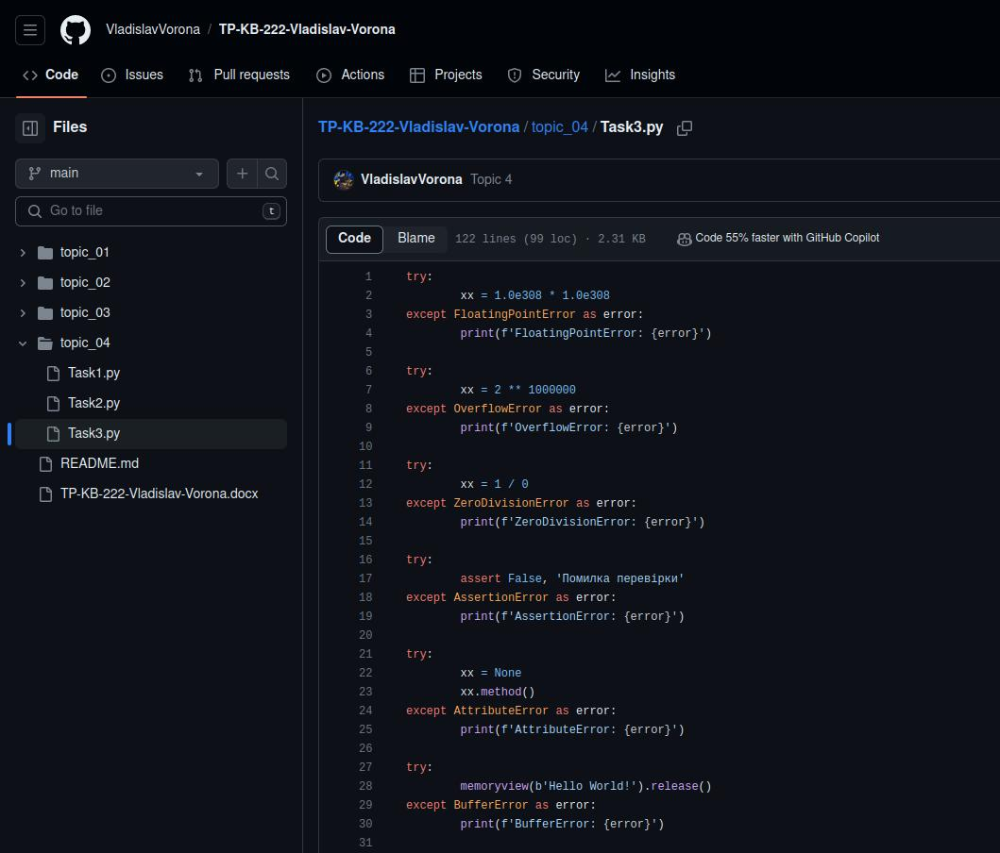 VladislavVorona / TP-KB-222-Vladislav-Vorona
Code Issues Pull requests Actions Projects Security Insights
Files
main
Go to file t
topic_01
topic_02
topic_03
topic_04
Task1.py
Task2.py
Task3.py
README.md
TP-KB-222-Vladislav-Vorona.docx
TP-KB-222-Vladislav-Vorona / topic_04 / Task3.py
VladislavVorona Topic 4
Code Blame 122 lines (99 loc) · 2.31 KB Code 55% faster with GitHub Copilot
1 try:
2 xx = 1.0e308 * 1.0e308
3 except FloatingPointError as error:
4 print(f'FloatingPointError: {error}')
5
6 try:
7 xx = 2 ** 1000000
8 except OverflowError as error:
9 print(f'OverflowError: {error}')
10
11 try:
12 xx = 1 / 0
13 except ZeroDivisionError as error:
14 print(f'ZeroDivisionError: {error}')
15
16 try:
17 assert False, 'Помилка перевірки'
18 except AssertionError as error:
19 print(f'AssertionError: {error}')
20
21 try:
22 xx = None
23 xx.method()
24 except AttributeError as error:
25 print(f'AttributeError: {error}')
26
27 try:
28 memoryview(b'Hello World!').release()
29 except BufferError as error:
30 print(f'BufferError: {error}')
31